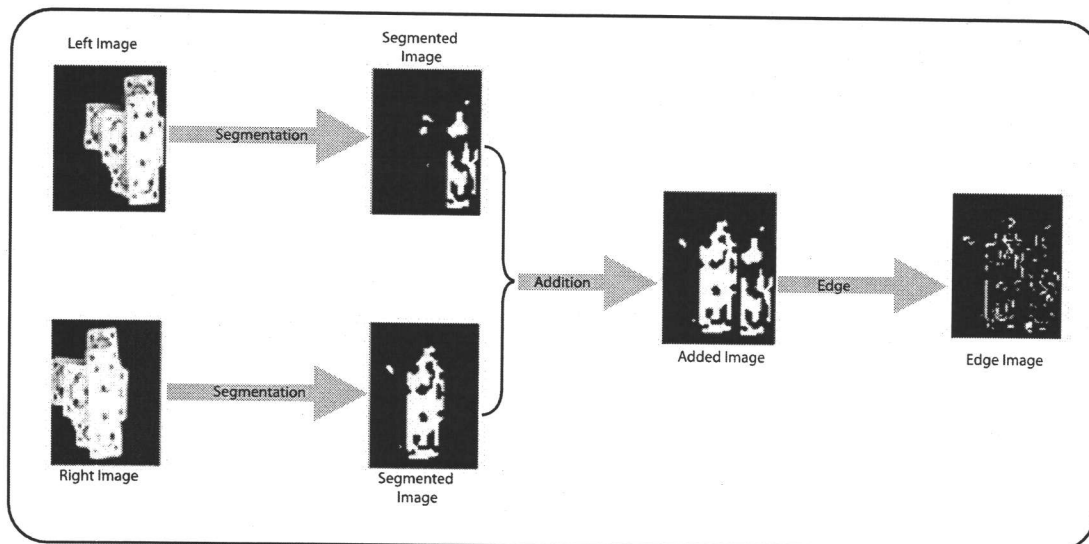 Left Image
Segmented
Image
Segmentation
Addition
Edge
Added Image
Edge Image
Segmentation
Right Image
Segmented
Image